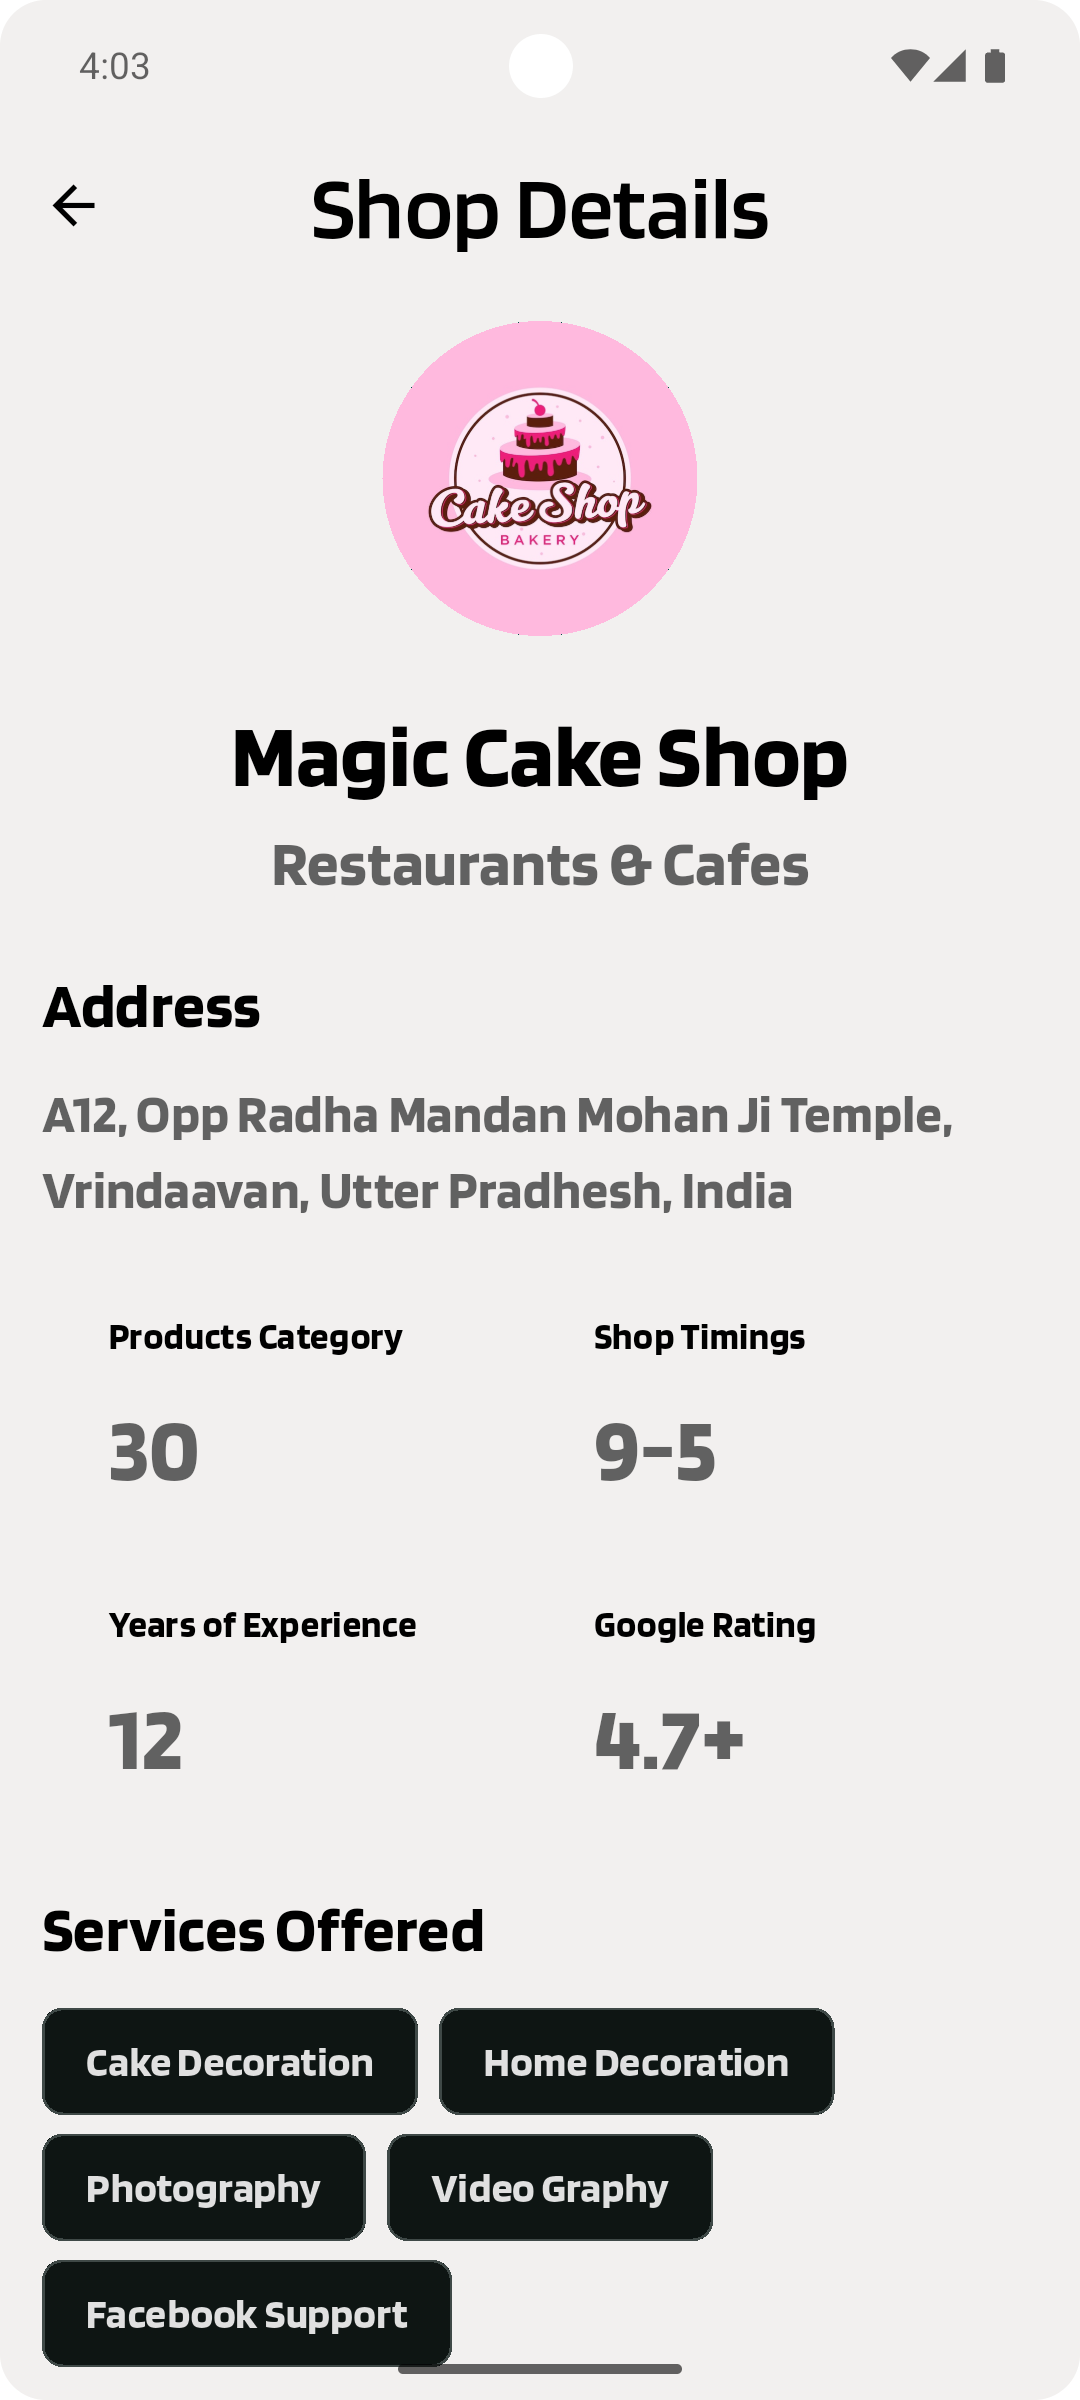 4:03
Shop Details
Cake Shop
BAKERY
Magic Cake Shop
Restaurants & Cafes
Address
A12, Opp Radha Mandan Mohan Ji Temple,
Vrindaavan, Utter Pradhesh, India
Products Category
Shop Timings
30
9-5
Years of Experience
Google Rating
12
4.7+
Services Offered
Cake Decoration
Home Decoration
Photography
Video Graphy
Facebook Support